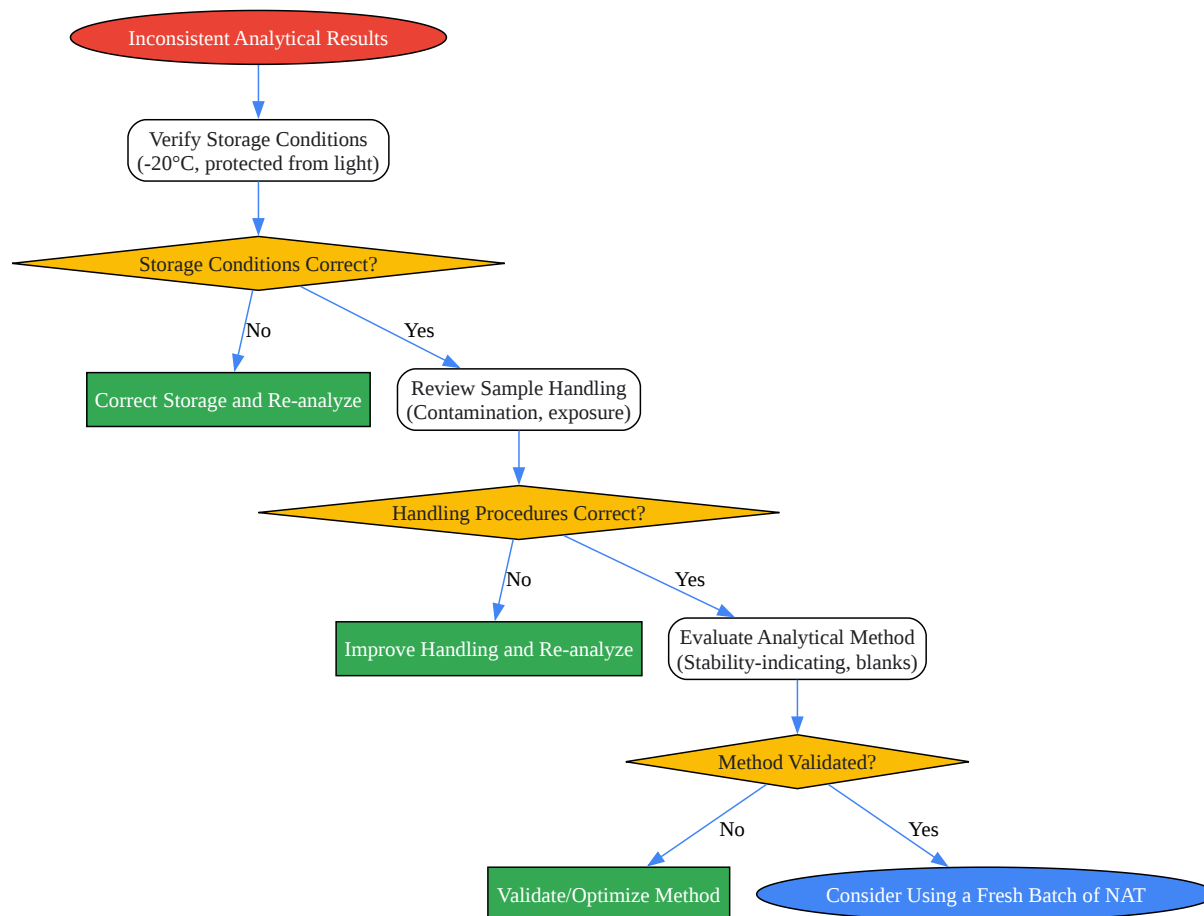 Inconsistent Analytical Results
Verify Storage Conditions
(-20°C, protected from light)
Storage Conditions Correct?
No
Yes
Correct Storage and Re-analyze
Review Sample Handling
(Contamination, exposure)
Handling Procedures Correct?
No
Yes
Improve Handling and Re-analyze
Evaluate Analytical Method
(Stability-indicating, blanks)
Method Validated?
No
Yes
Validate/Optimize Method
Consider Using a Fresh Batch of NAT